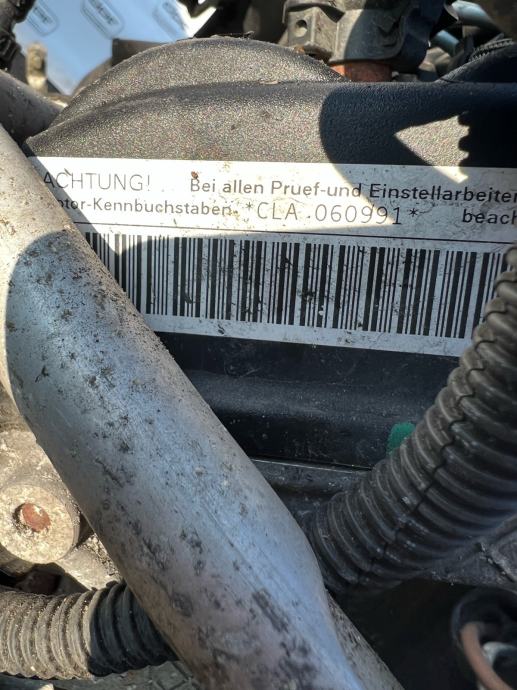 ACHTUNG! Bei allen Pruef-und Einstellarbeiten
Motor-Kennbuchstaben *CLA 060991* beach